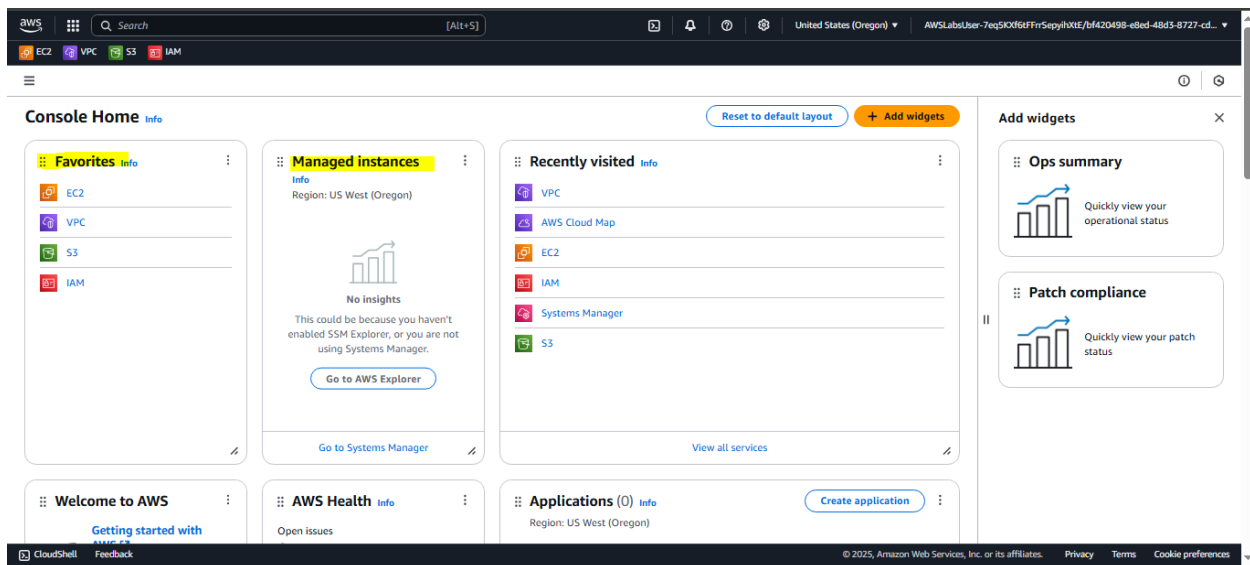 aws
Search [Alt+S]
United States (Oregon) ▼
AWSLabsUser-7eq5KXf6tFFrrSepyihXtE/bf420498-e8ed-48d3-8727-cd... ▼
EC2 VPC S3 IAM
Console Home Info
Reset to default layout
+ Add widgets
Favorites Info
EC2
VPC
S3
IAM
Managed instances
Info
Region: US West (Oregon)
No insights
This could be because you haven't
enabled SSM Explorer, or you are not
using Systems Manager.
Go to AWS Explorer
Go to Systems Manager
Recently visited Info
VPC
AWS Cloud Map
EC2
IAM
Systems Manager
S3
View all services
Add widgets
Ops summary
Quickly view your
operational status
Patch compliance
Quickly view your patch
status
Welcome to AWS
Getting started with
AWS S3
AWS Health Info
Open issues
Applications (0) Info
Region: US West (Oregon)
Create application
CloudShell Feedback
© 2025, Amazon Web Services, Inc. or its affiliates. Privacy Terms Cookie preferences